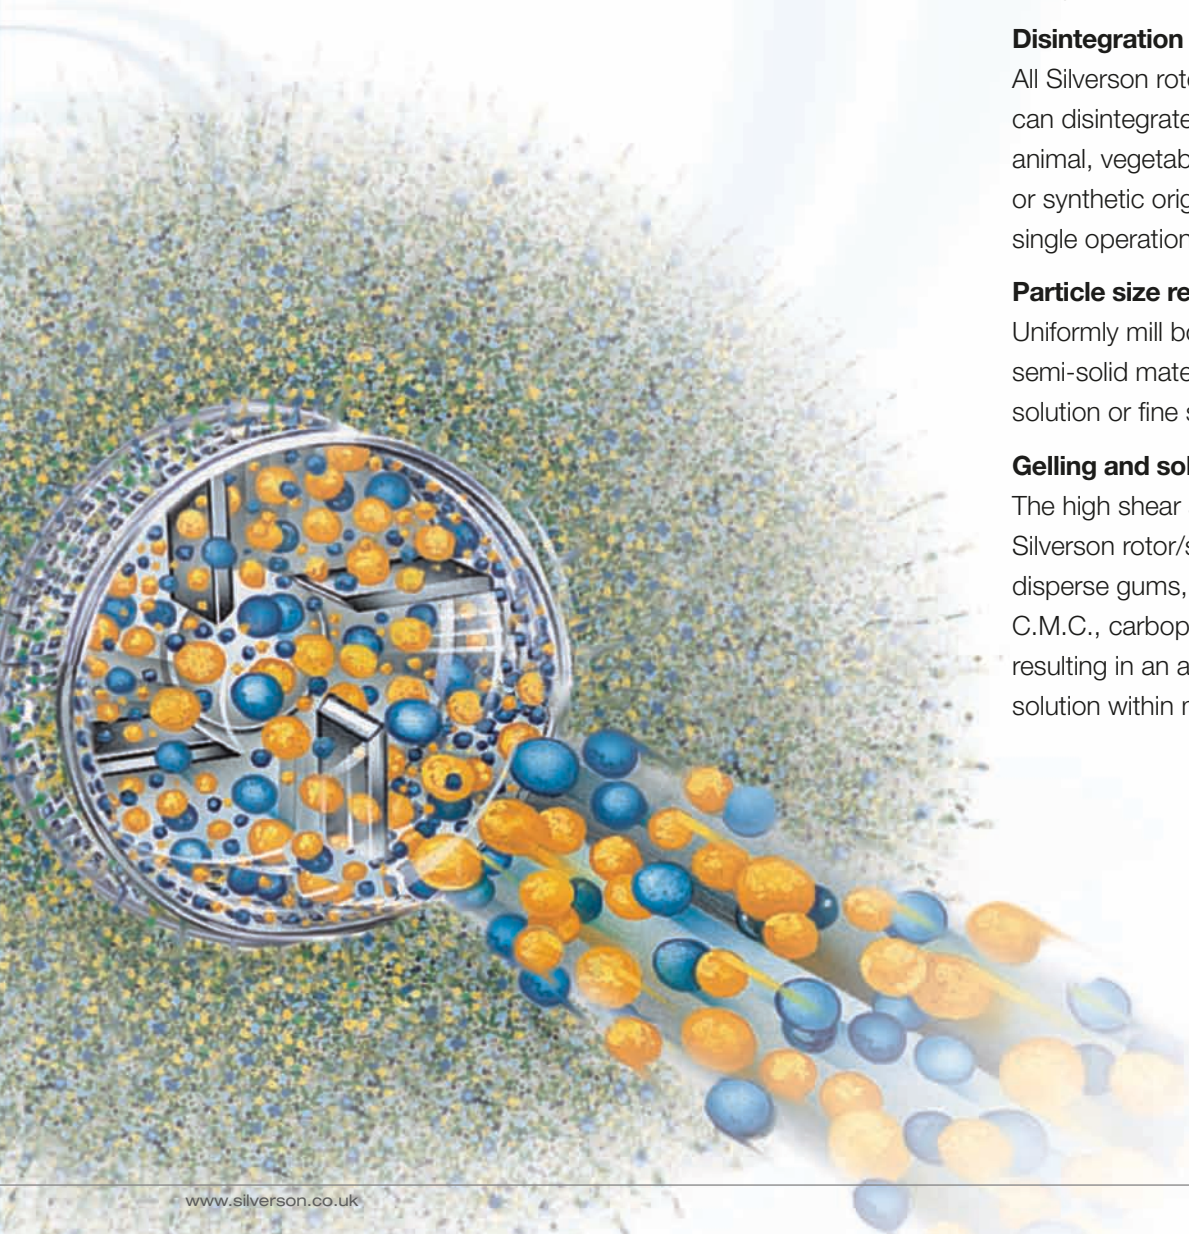 Disintegration
All Silverson rot
can disintegrate
animal, vegetab
or synthetic orig
single operation
Particle size re
Uniformly mill b
semi-solid mate
solution or fine s
Gelling and sol
The high shear
Silverson rotor/s
disperse gums,
C.M.C., carbop
resulting in an a
solution within
www.silverson.co.uk